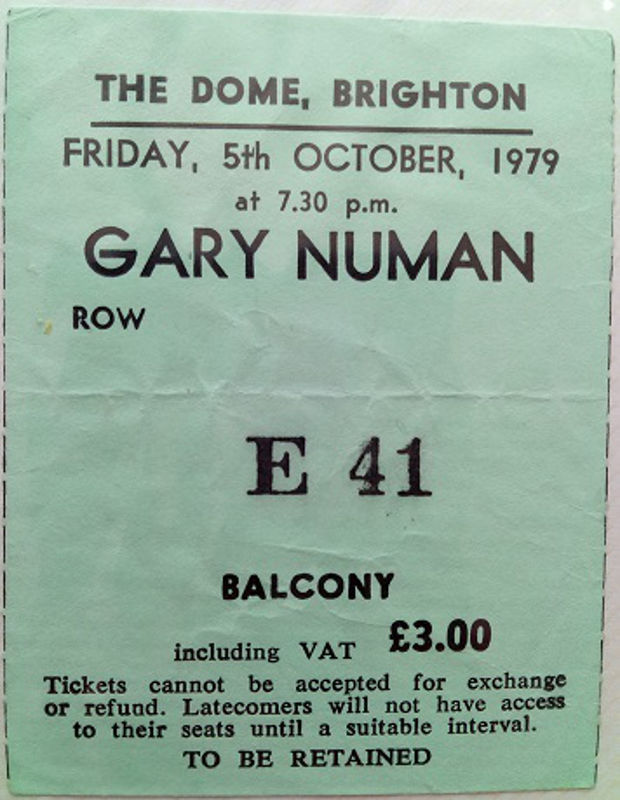 THE DOME, BRIGHTON
FRIDAY, 5th OCTOBER, 1979
at 7.30 p.m.
GARY NUMAN
ROW
E 41
BALCONY
including VAT £3.00
Tickets cannot be accepted for exchange
or refund. Latecomers will not have access
to their seats until a suitable interval.
TO BE RETAINED